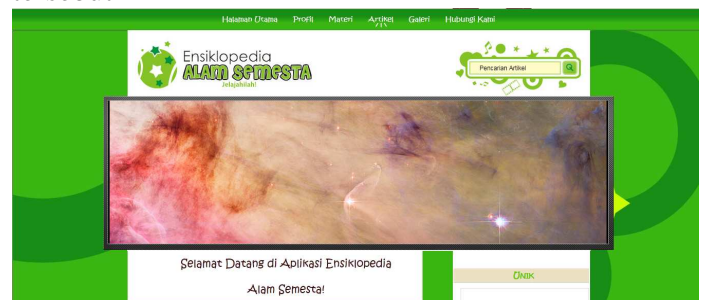 Halaman Utama Profil Materi Artikel Galeri Hubungi Kami
Ensiklopedia
ALAM SEMESTA
Jelajahilah!
Pencarian Artikel
Selamat Datang di Aplikasi Ensiklopedia
Alam Semesta!
Unik